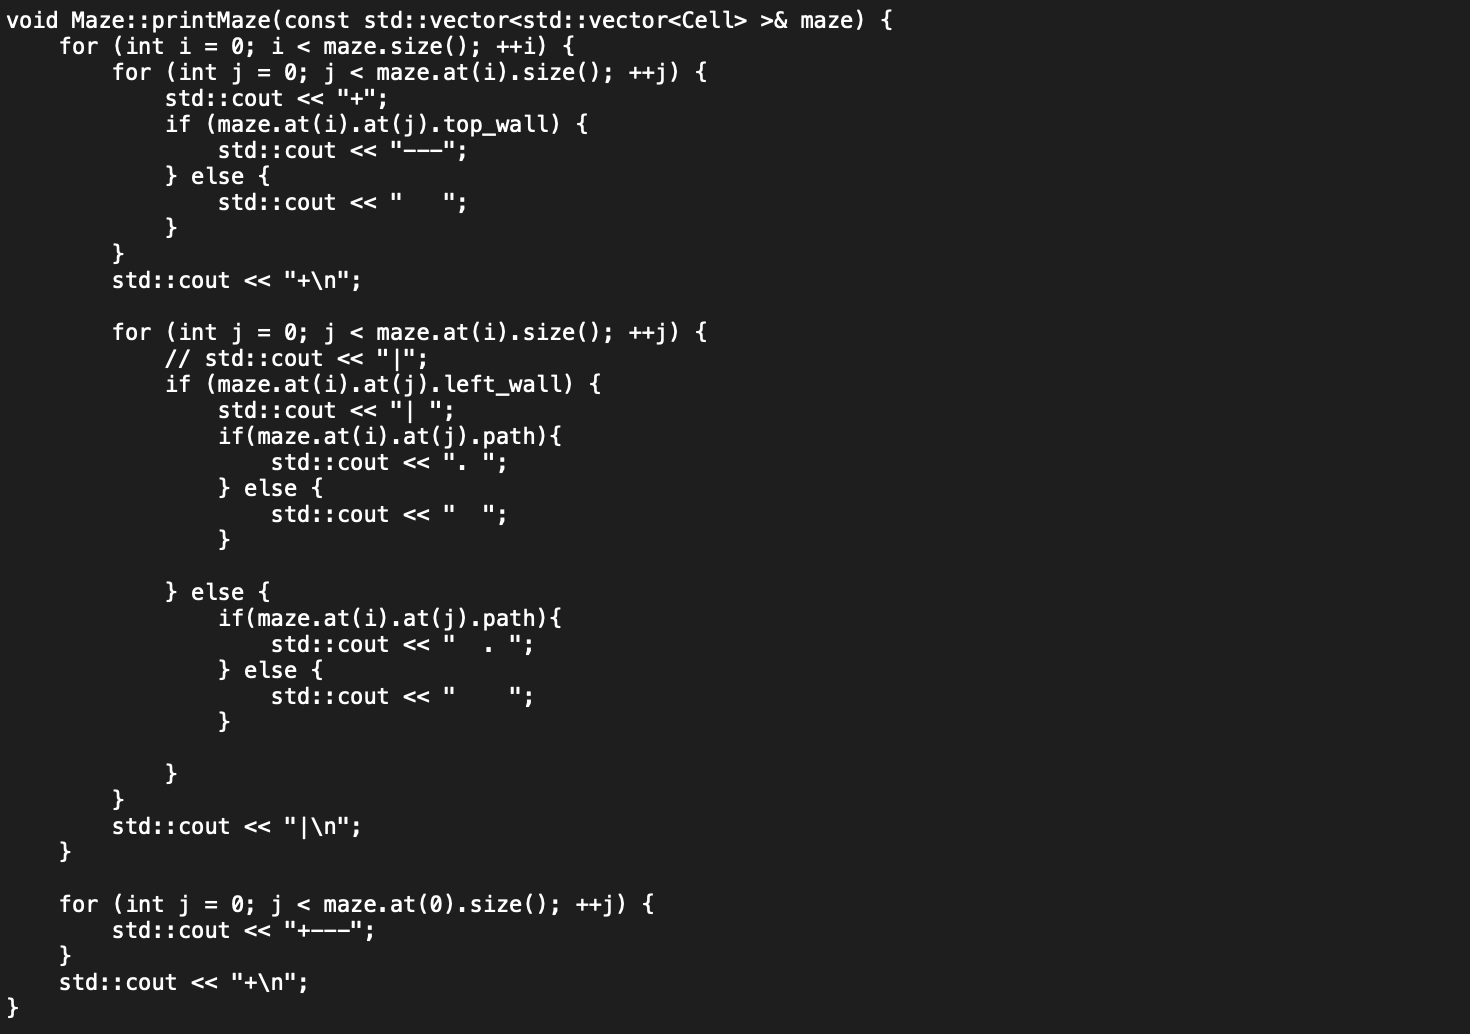 void Maze::printMaze(const std::vector<std::vector<Cell> >& maze) {
    for (int i = 0; i < maze.size(); ++i) {
        for (int j = 0; j < maze.at(i).size(); ++j) {
            std::cout << "+";
            if (maze.at(i).at(j).top_wall) {
                std::cout << "---";
            } else {
                std::cout << "   ";
            }
        }
        std::cout << "+\n";

        for (int j = 0; j < maze.at(i).size(); ++j) {
            // std::cout << "|";
            if (maze.at(i).at(j).left_wall) {
                std::cout << "| ";
                if(maze.at(i).at(j).path){
                    std::cout << ". ";
                } else {
                    std::cout << "  ";
                }

            } else {
                if(maze.at(i).at(j).path){
                    std::cout << "  . ";
                } else {
                    std::cout << "    ";
                }

            }
        }
        std::cout << "|\n";
    }

    for (int j = 0; j < maze.at(0).size(); ++j) {
        std::cout << "+---";
    }
    std::cout << "+\n";
}